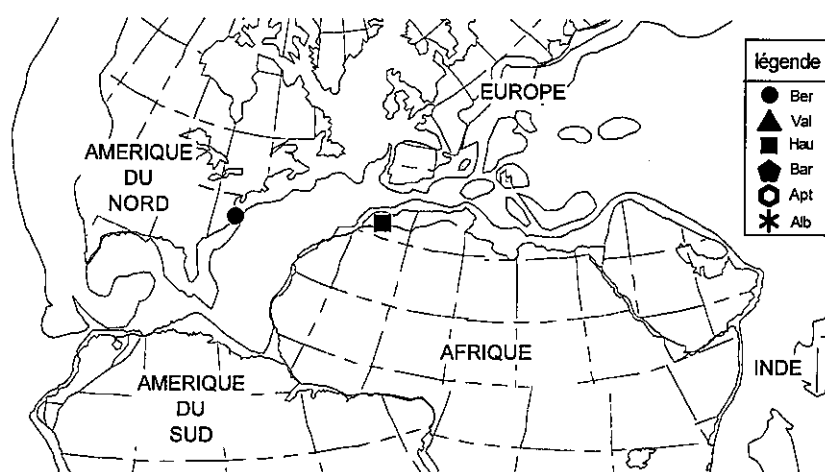 légende
Ber
Val
Hau
Bar
Apt
Alb
EUROPE
AMERIQUE
DU
NORD
AFRIQUE
INDE
AMERIQUE
DU
SUD